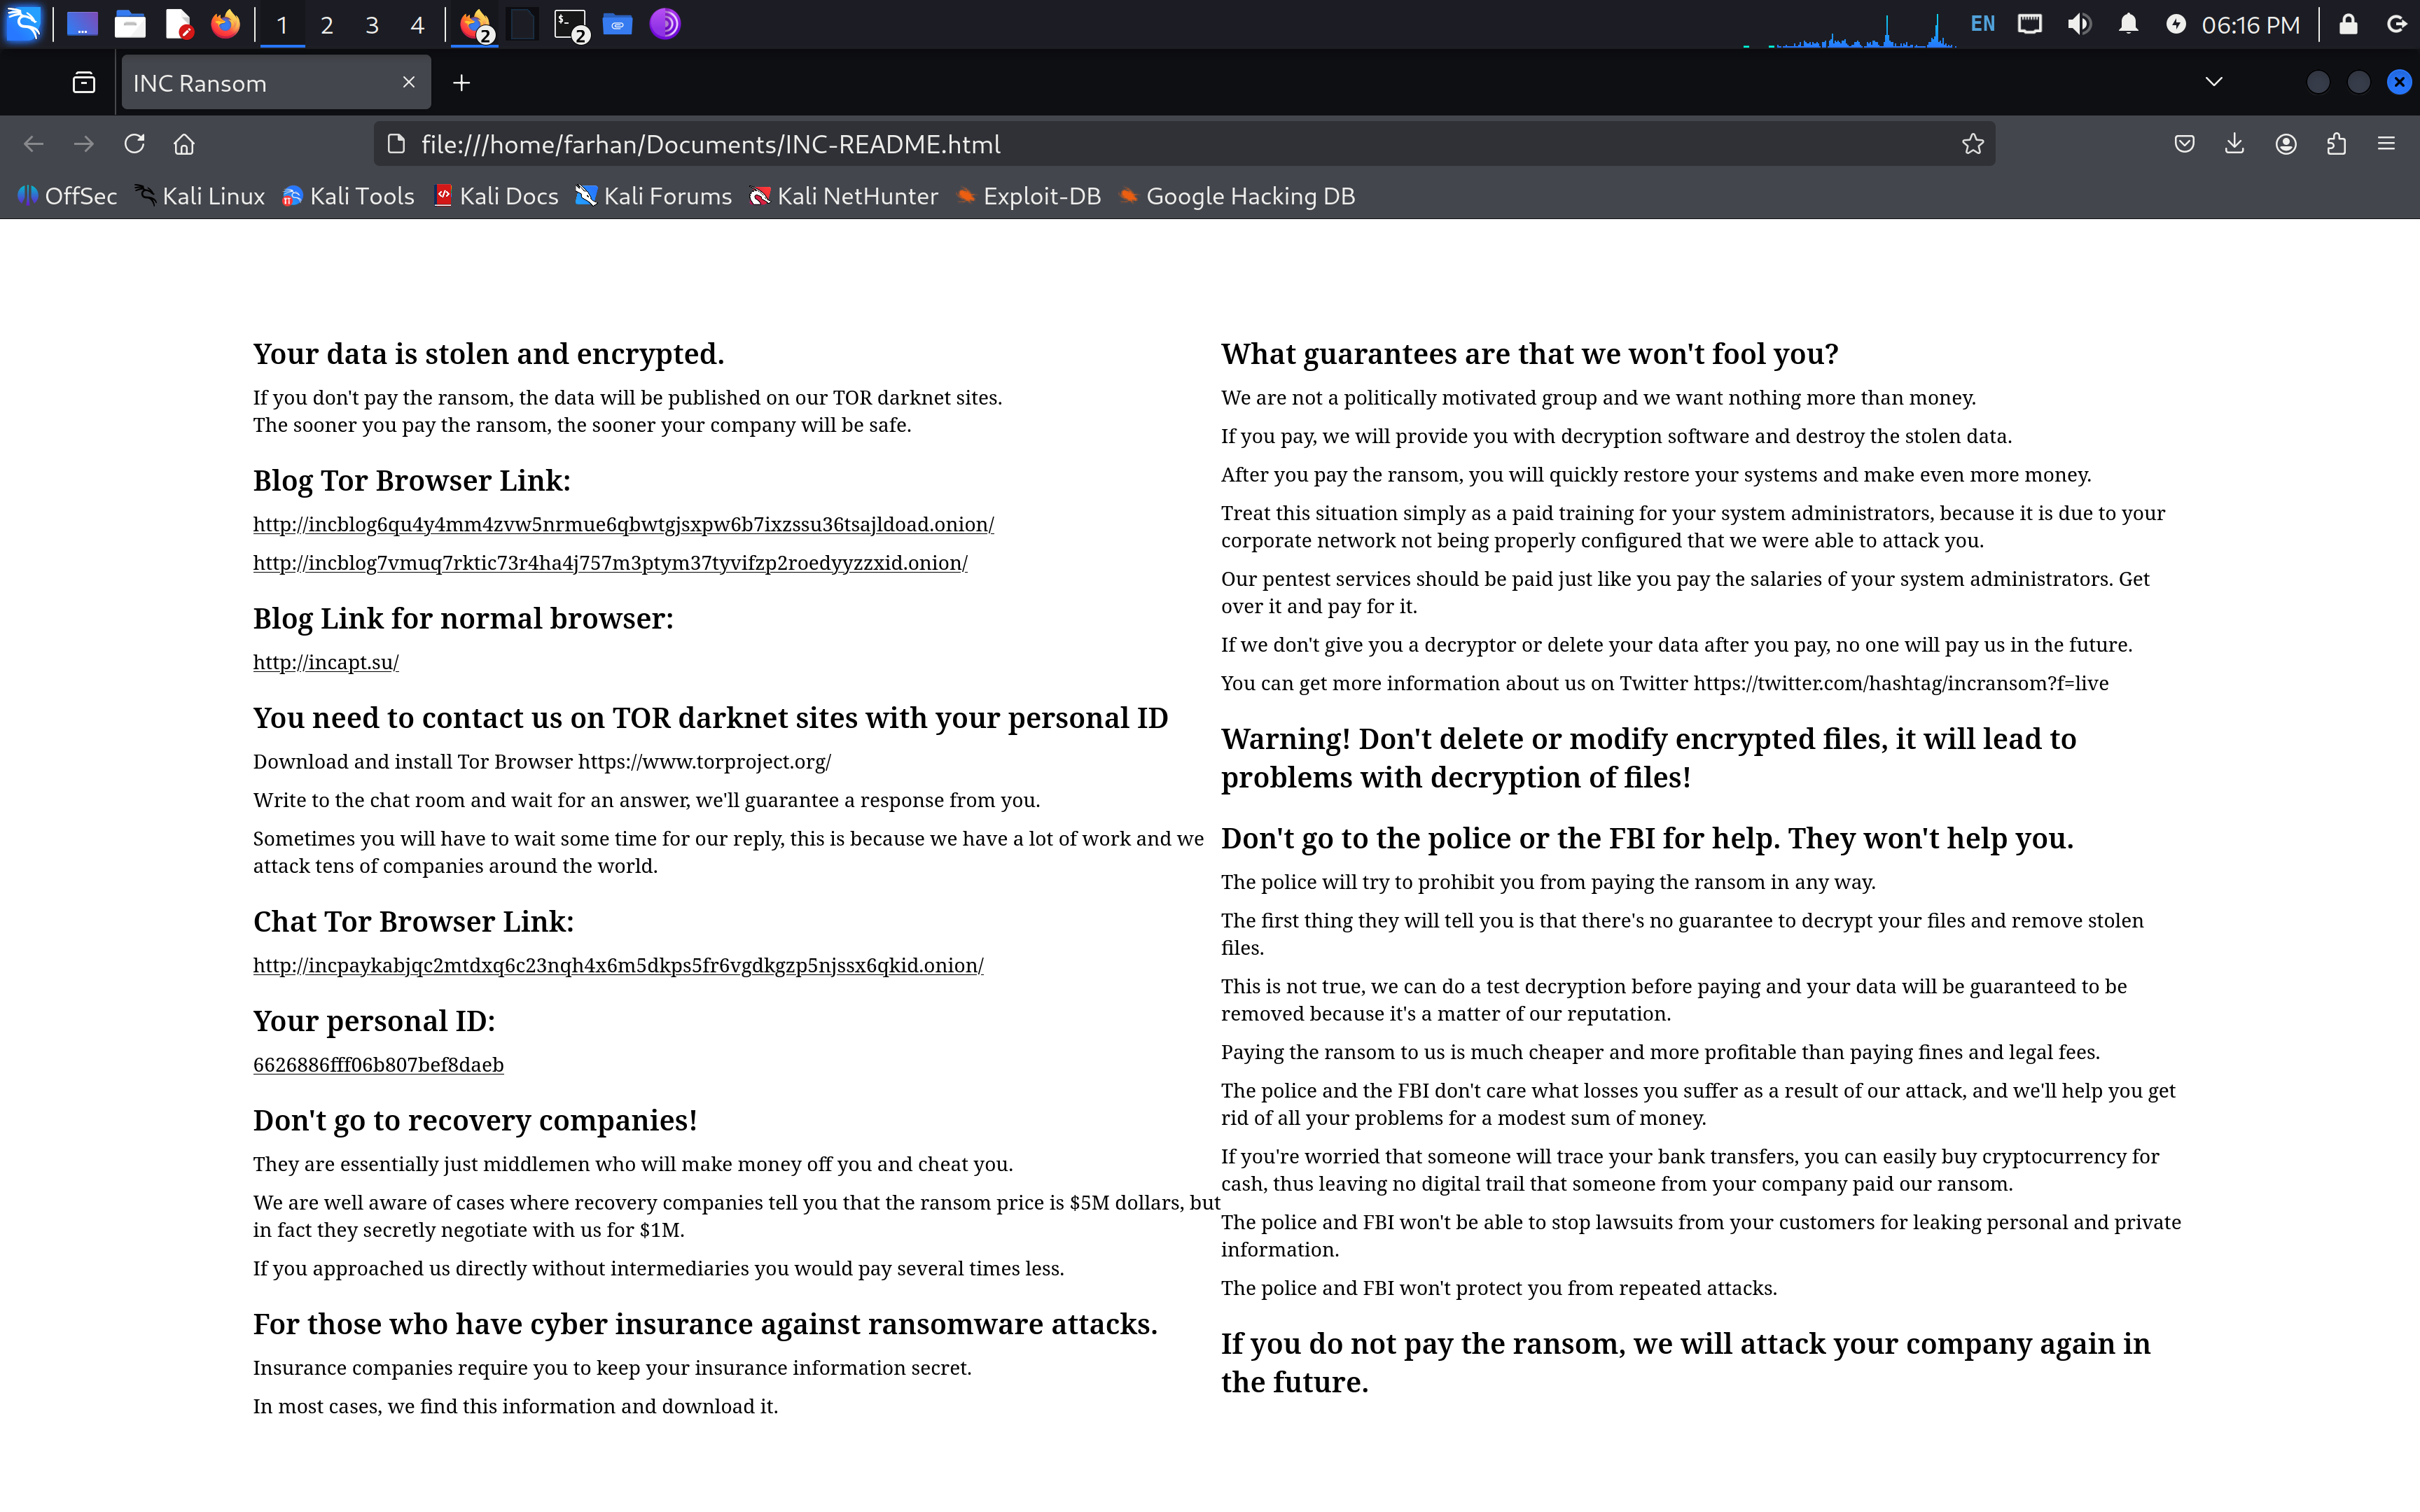 1 2 3 4 2 2 EN 06:16 PM
INC Ransom
file:///home/farhan/Documents/INC-README.html
OffSec Kali Linux Kali Tools Kali Docs Kali Forums Kali NetHunter Exploit-DB Google Hacking DB
Your data is stolen and encrypted.
If you don't pay the ransom, the data will be published on our TOR darknet sites.
The sooner you pay the ransom, the sooner your company will be safe.
Blog Tor Browser Link:
http://incblog6qu4y4mm4zvw5nrmue6qbwtgjsxpw6b7ixzssu36tsajldoad.onion/
http://incblog7vmuq7rktic73r4ha4j757m3ptym37tyvifzp2roedyyzzxid.onion/
Blog Link for normal browser:
http://incapt.su/
You need to contact us on TOR darknet sites with your personal ID
Download and install Tor Browser https://www.torproject.org/
Write to the chat room and wait for an answer, we'll guarantee a response from you.
Sometimes you will have to wait some time for our reply, this is because we have a lot of work and we
attack tens of companies around the world.
Chat Tor Browser Link:
http://incpaykabjqc2mtdxq6c23nqh4x6m5dkps5fr6vgdkgzp5njssx6qkid.onion/
Your personal ID:
6626886fff06b807bef8daeb
Don't go to recovery companies!
They are essentially just middlemen who will make money off you and cheat you.
We are well aware of cases where recovery companies tell you that the ransom price is $5M dollars, but
in fact they secretly negotiate with us for $1M.
If you approached us directly without intermediaries you would pay several times less.
For those who have cyber insurance against ransomware attacks.
Insurance companies require you to keep your insurance information secret.
In most cases, we find this information and download it.
What guarantees are that we won't fool you?
We are not a politically motivated group and we want nothing more than money.
If you pay, we will provide you with decryption software and destroy the stolen data.
After you pay the ransom, you will quickly restore your systems and make even more money.
Treat this situation simply as a paid training for your system administrators, because it is due to your
corporate network not being properly configured that we were able to attack you.
Our pentest services should be paid just like you pay the salaries of your system administrators. Get
over it and pay for it.
If we don't give you a decryptor or delete your data after you pay, no one will pay us in the future.
You can get more information about us on Twitter https://twitter.com/hashtag/incransom?f=live
Warning! Don't delete or modify encrypted files, it will lead to
problems with decryption of files!
Don't go to the police or the FBI for help. They won't help you.
The police will try to prohibit you from paying the ransom in any way.
The first thing they will tell you is that there's no guarantee to decrypt your files and remove stolen
files.
This is not true, we can do a test decryption before paying and your data will be guaranteed to be
removed because it's a matter of our reputation.
Paying the ransom to us is much cheaper and more profitable than paying fines and legal fees.
The police and the FBI don't care what losses you suffer as a result of our attack, and we'll help you get
rid of all your problems for a modest sum of money.
If you're worried that someone will trace your bank transfers, you can easily buy cryptocurrency for
cash, thus leaving no digital trail that someone from your company paid our ransom.
The police and FBI won't be able to stop lawsuits from your customers for leaking personal and private
information.
The police and FBI won't protect you from repeated attacks.
If you do not pay the ransom, we will attack your company again in
the future.